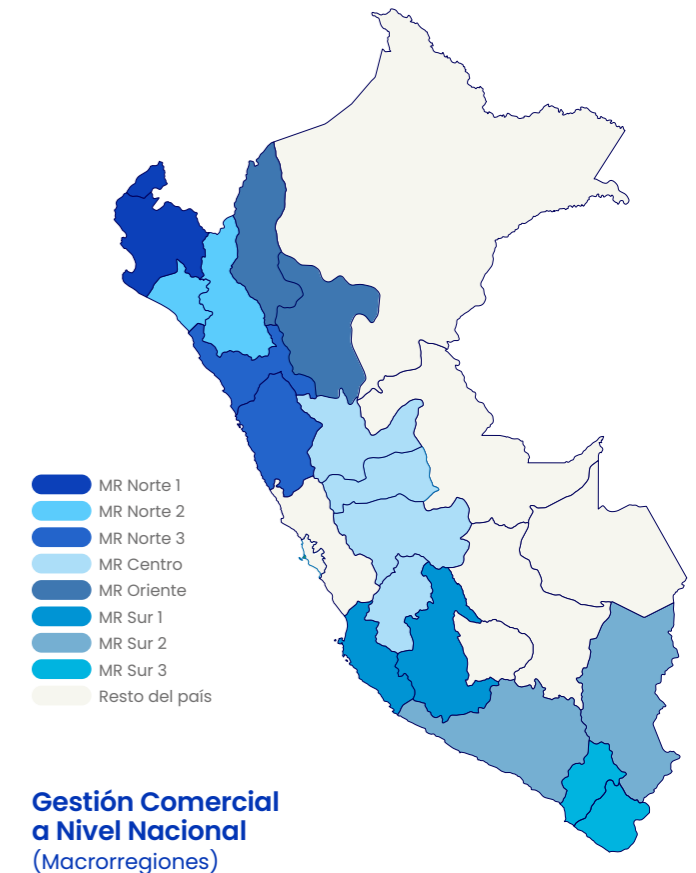 MR Norte 1
MR Norte 2
MR Norte 3
MR Centro
MR Oriente
MR Sur 1
MR Sur 2
MR Sur 3
Resto del país
Gestión Comercial
a Nivel Nacional
(Macrorregiones)